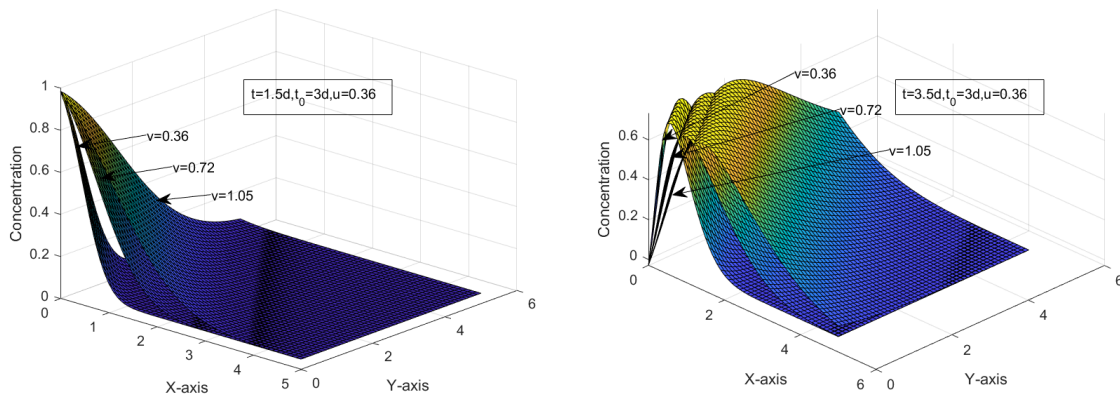 t=1.5d,t0=3d,u=0.36
v=0.36
v=0.72
v=1.05
Concentration
1
0.8
0.6
0.4
0.2
0
0
1
2
3
4
5
X-axis
0
2
4
6
Y-axis
t=3.5d,t0=3d,u=0.36
v=0.36
v=0.72
v=1.05
Concentration
0.6
0.4
0.2
0
0
2
4
6
X-axis
0
2
4
6
Y-axis